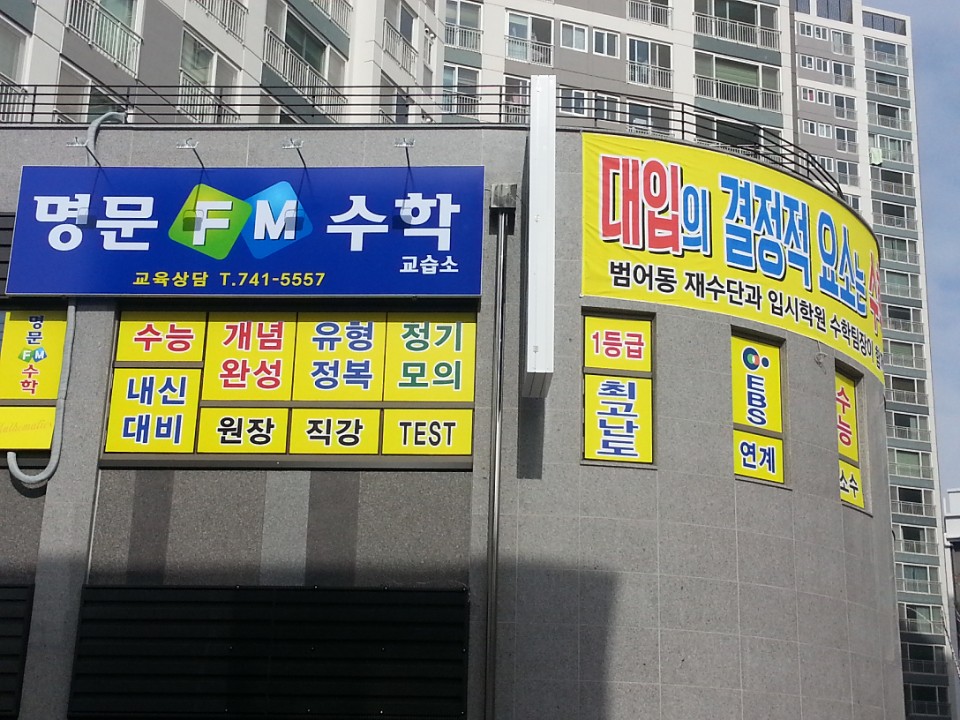 명문 FM 수학
교습소
교육상담 T.741-5557
명문
FM
수학
수능
내신
대비
개념
완성
원장
유형
정복
직강
정기
모의
TEST
대입의 결정적 요소는
범어동 재수단과 입시학원 수학팀장이
1등급
최고난도
EBS
연계
수능
소수